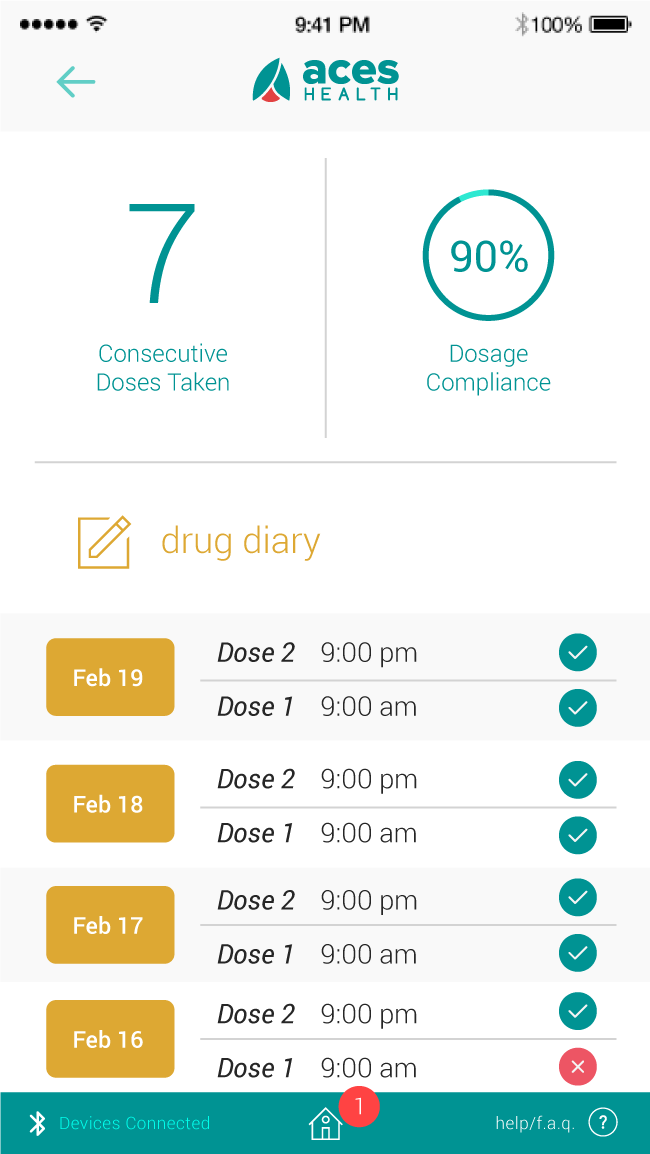 9:41 PM
100%
aces
HEALTH
7
Consecutive
Doses Taken
90%
Dosage
Compliance
drug diary
Feb 19
Dose 2 9:00 pm
Dose 1 9:00 am
Feb 18
Dose 2 9:00 pm
Dose 1 9:00 am
Feb 17
Dose 2 9:00 pm
Dose 1 9:00 am
Feb 16
Dose 2 9:00 pm
Dose 1 9:00 am
Devices Connected
1
help/f.a.q. ?